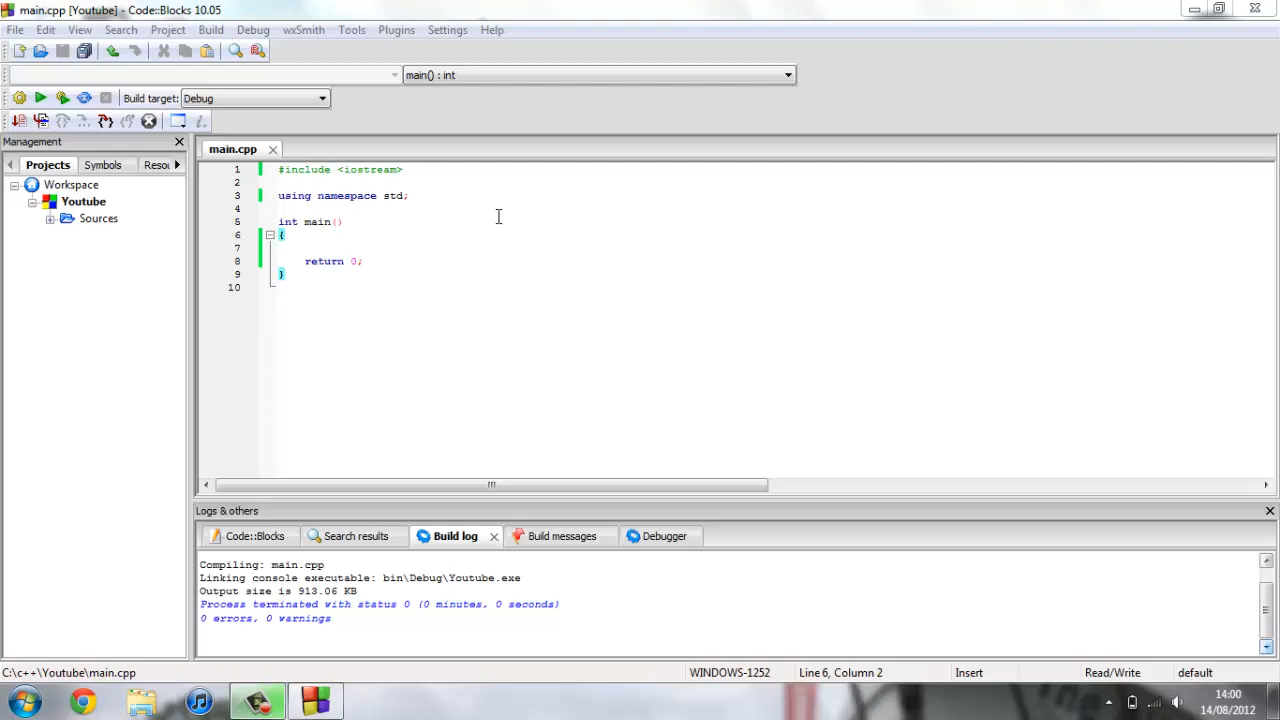 main.cpp [Youtube] - Code::Blocks 10.05
File Edit View Search Project Build Debug wxSmith Tools Plugins Settings Help
main() : int
Build target: Debug
Management
main.cpp
Projects Symbols Resou
1 #include <iostream>
2
3 using namespace std;
4
5 int main()
6 {
7
8 return 0;
9 }
10
Workspace
Youtube
Sources
Logs & others
Code::Blocks Search results Build log Build messages Debugger
Compiling: main.cpp
Linking console executable: bin\Debug\Youtube.exe
Output size is 913.06 KB
Process terminated with status 0 (0 minutes, 0 seconds)
0 errors, 0 warnings
C:\c++\Youtube\main.cpp WINDOWS-1252 Line 6, Column 2 Insert Read/Write default
14:00
14/08/2012